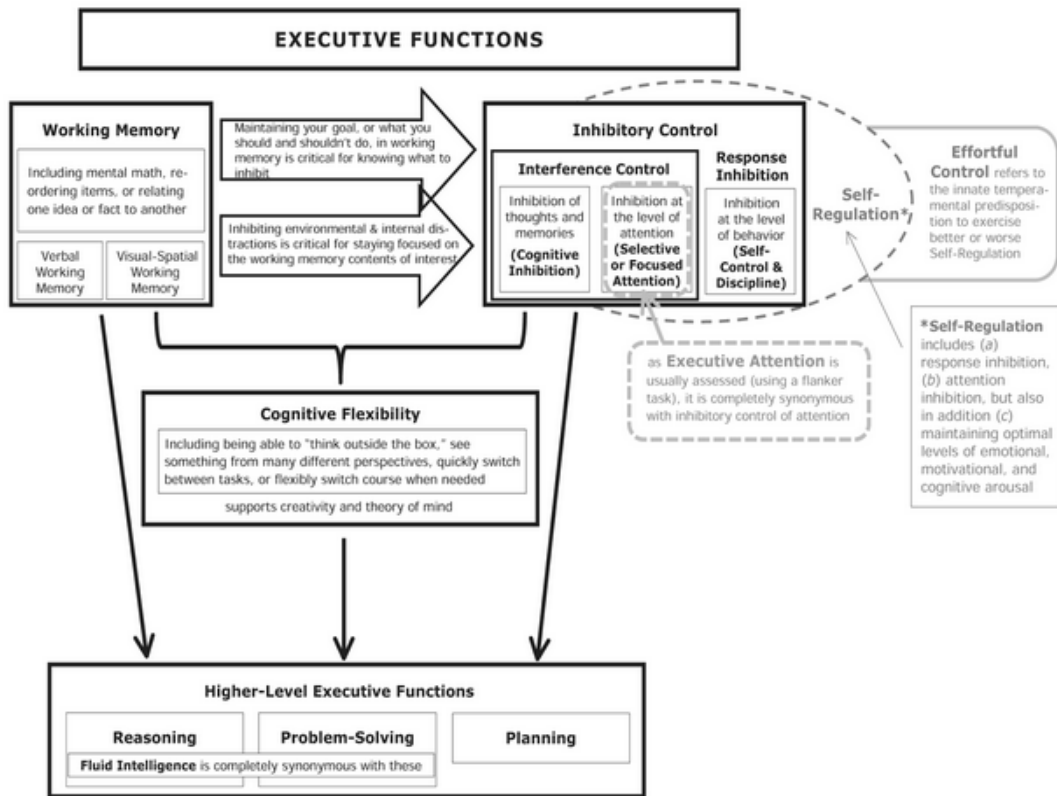 EXECUTIVE FUNCTIONS
Working Memory
Including mental math, re-
ordering items, or relating
one idea or fact to another
Verbal
Working
Memory
Visual-Spatial
Working
Memory
Maintaining your goal, or what you
should and shouldn't do, in working
memory is critical for knowing what to
inhibit
Inhibiting environmental & internal dis-
tractions is critical for staying focused on
the working memory contents of interest
Inhibitory Control
Interference Control
Inhibition of
thoughts and
memories
(Cognitive
Inhibition)
Inhibition at
the level of
attention
(Selective
or Focused
Attention)
Response
Inhibition
Inhibition
at the level
of behavior
(Self-
Control &
Discipline)
Self-
Regulation*
Effortful
Control refers to
the innate tempera-
mental predisposi-
tion to exercise
better or worse
Self-Regulation
as Executive Attention is
usually assessed (using a flanker
task), it is completely synonymous
with inhibitory control of attention
*Self-Regulation
includes (a)
response inhibition,
(b) attention
inhibition, but also
in addition (c)
maintaining optimal
levels of emotional,
motivational, and
cognitive arousal
Cognitive Flexibility
Including being able to "think outside the box," see
something from many different perspectives, quickly switch
between tasks, or flexibly switch course when needed
supports creativity and theory of mind
Higher-Level Executive Functions
Reasoning
Problem-Solving
Planning
Fluid Intelligence is completely synonymous with these